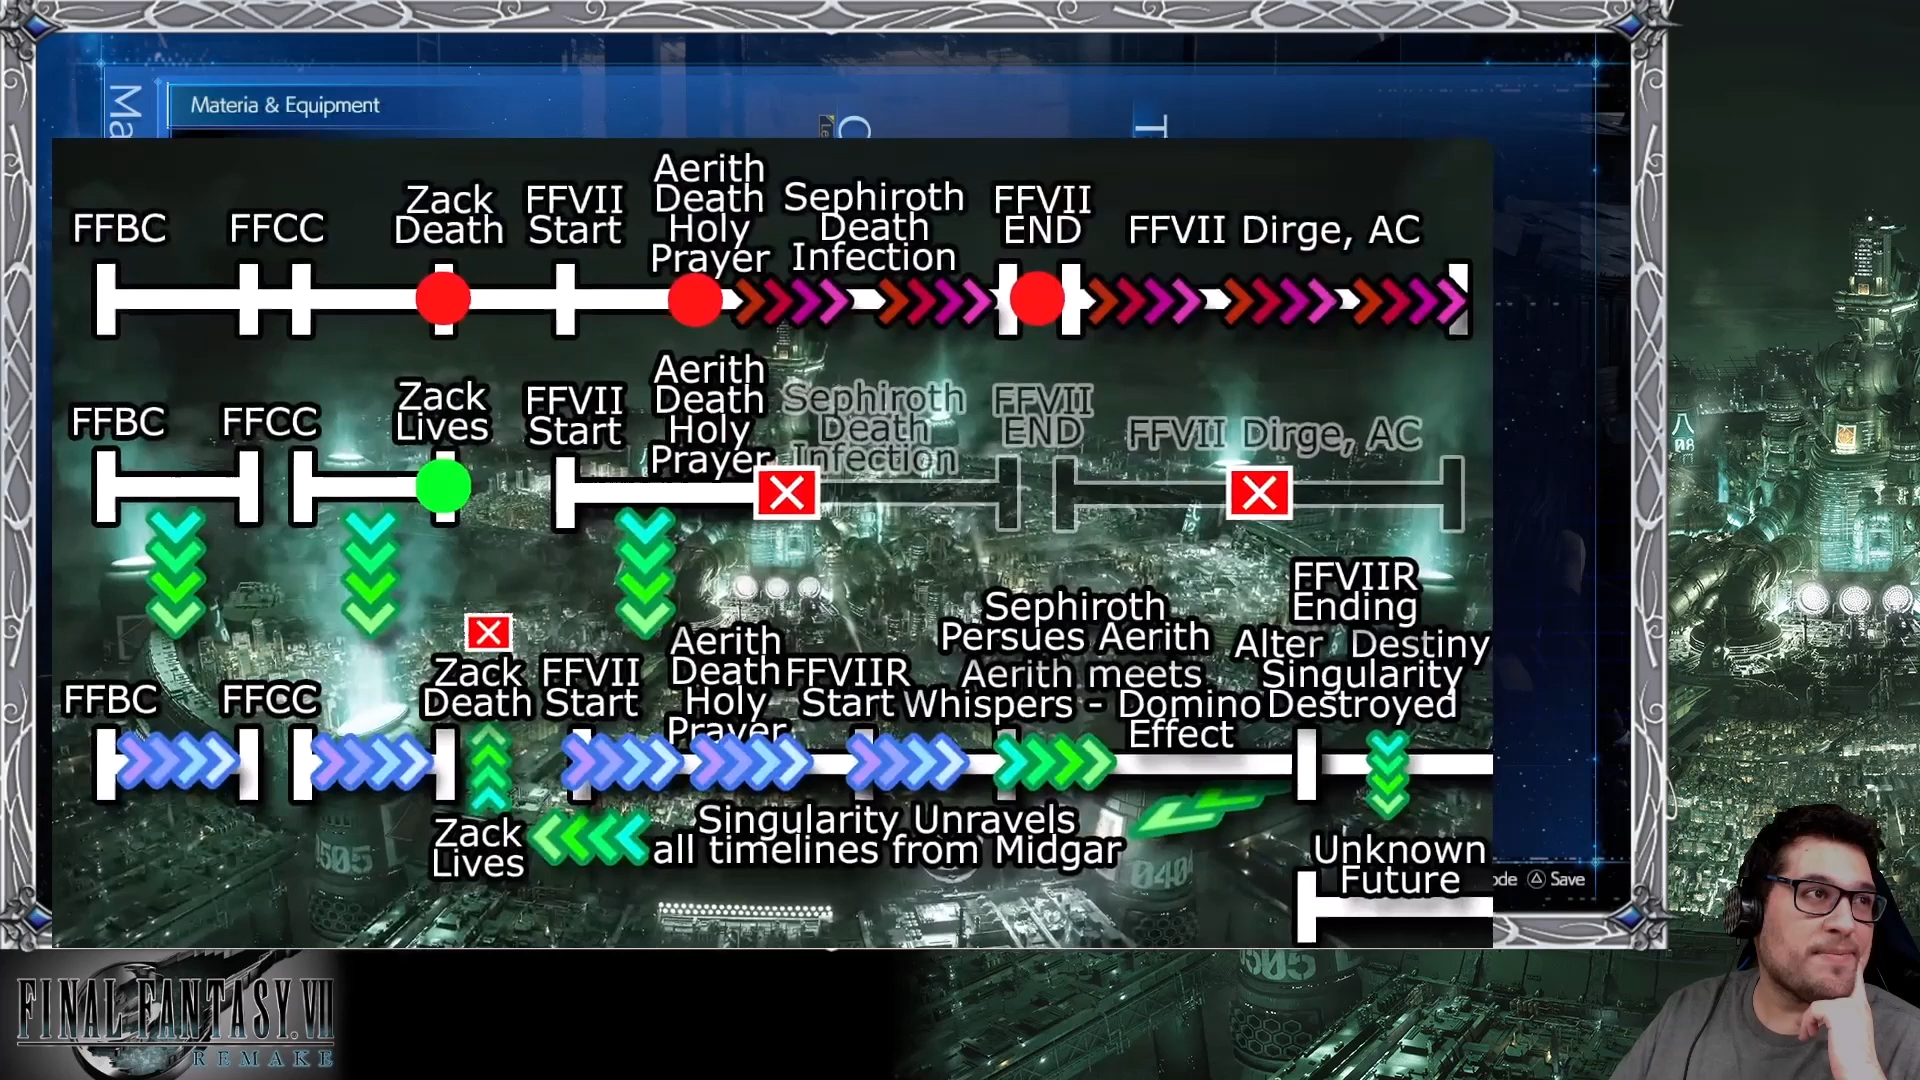 Ma
Materia & Equipment
FFBC
FFCC
Zack
Death
FFVII
Start
Aerith
Death
Holy
Prayer
Sephiroth
Death
Infection
FFVII
END
FFVII Dirge, AC
FFBC
FFCC
Zack
Lives
FFVII
Start
Aerith
Death
Holy
Prayer
Sephiroth
Death
Infection
FFVII
END
FFVII Dirge, AC
FFBC
FFCC
Zack
Death
FFVII
Start
Aerith
Death
Holy
Prayer
FFVIIR
Start
Sephiroth
Persues Aerith
Aerith meets
Whispers - Domino
Effect
FFVIIR
Ending
Alter Destiny
Singularity
Destroyed
Zack
Lives
Singularity Unravels
all timelines from Midgar
Unknown
Future
ode Save
FINAL FANTASY VII
REMAKE